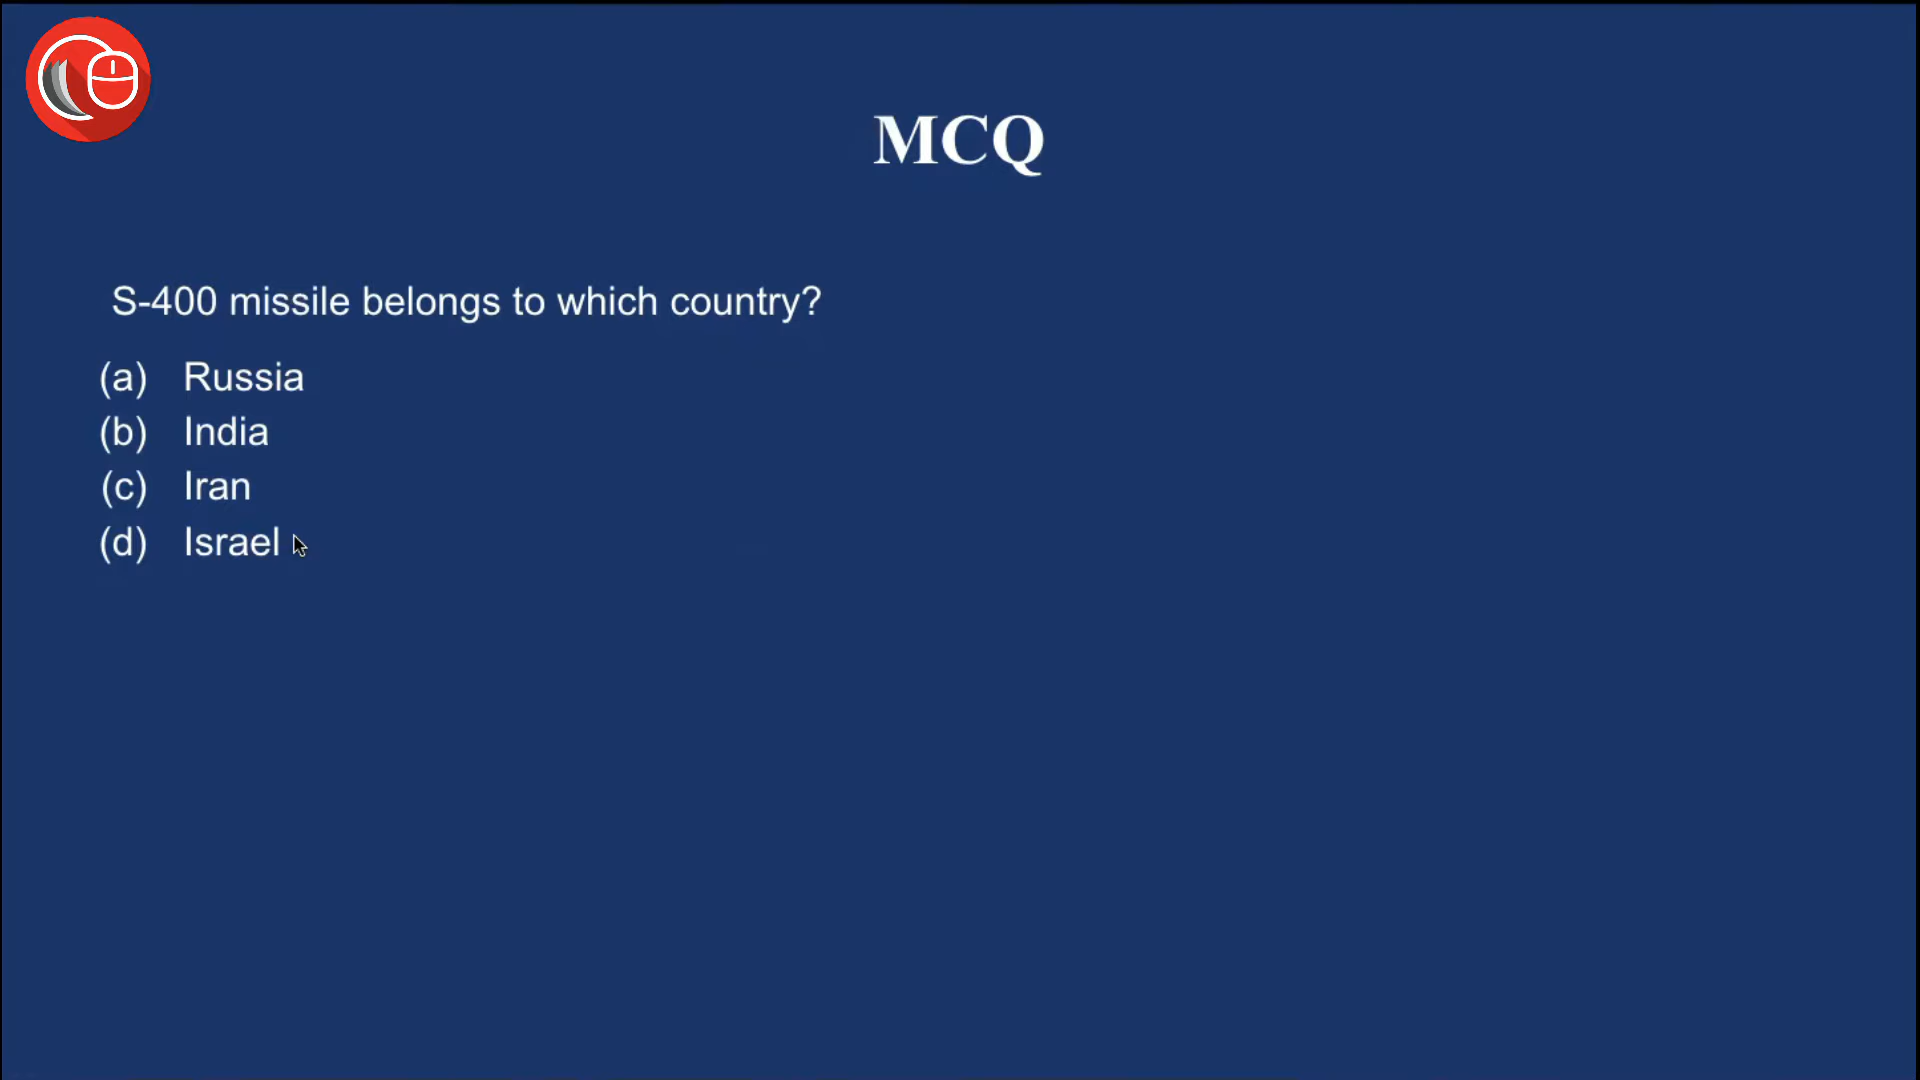 MCQ
S-400 missile belongs to which country?
(a) Russia
(b) India
(c) Iran
(d) Israel